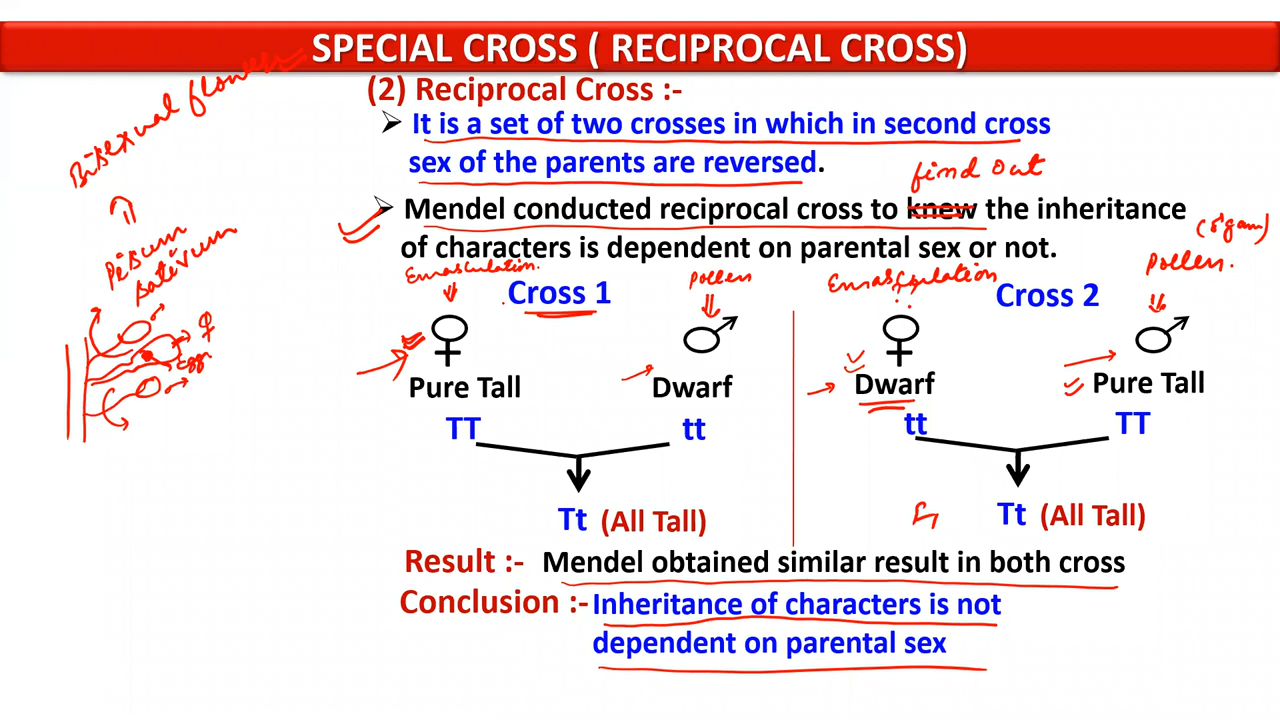 SPECIAL CROSS ( RECIPROCAL CROSS)
(2) Reciprocal Cross :-
➢ It is a set of two crosses in which in second cross
sex of the parents are reversed.
find out
➢ Mendel conducted reciprocal cross to knew the inheritance
of characters is dependent on parental sex or not.
Bisexual flower
Pisum
Sativum
♀
egg
Emasculation
Cross 1
pollen
♀ ♂
Pure Tall Dwarf
TT tt
Tt (All Tall)
Emasculation
Cross 2
pollen.
♀ ♂
Dwarf Pure Tall
tt TT
Tt (All Tall)
Result :- Mendel obtained similar result in both cross
Conclusion :- Inheritance of characters is not
dependent on parental sex